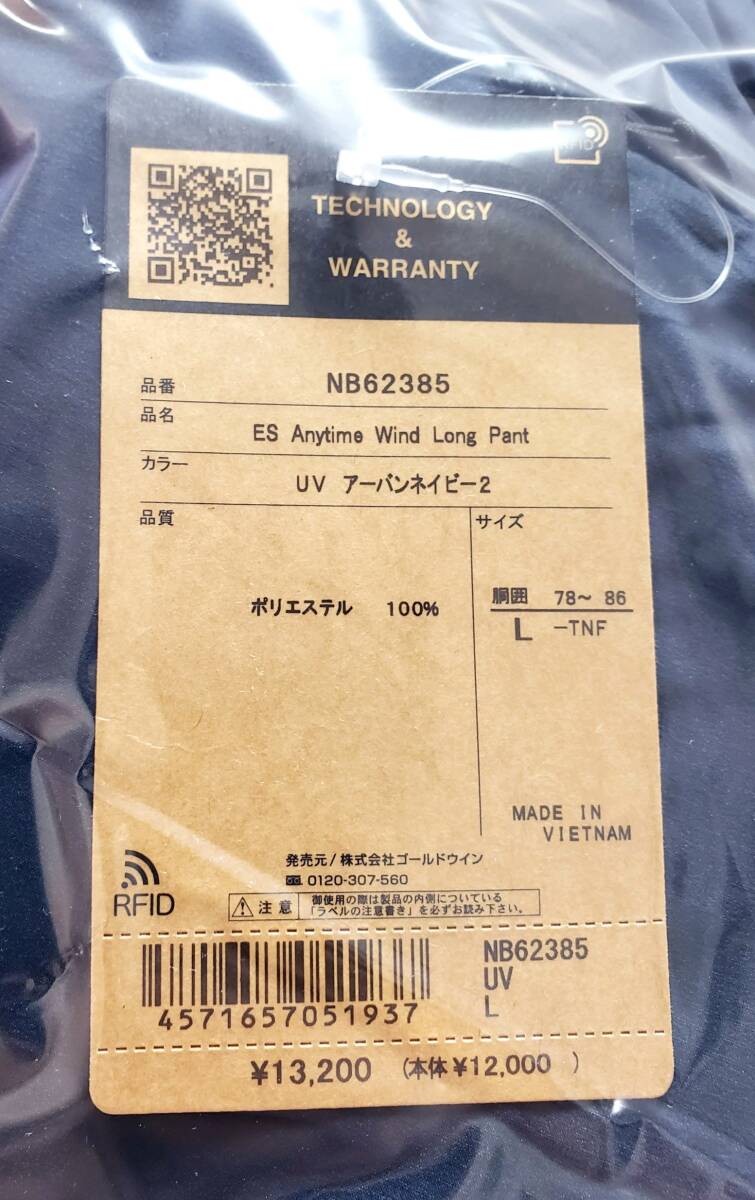 RFID
TECHNOLOGY
&
WARRANTY
品番 NB62385
品名
ES Anytime Wind Long Pant
カラー
UV アーバンネイビー2
品質
サイズ
ポリエステル 100%
胴囲 78~ 86
L -TNF
MADE IN
VIETNAM
発売元/株式会社ゴールドウイン
0120-307-560
RFID
注意
御使用の際は製品の内側についている
「ラベルの注意書き」を必ずお読み下さい。
NB62385
UV
L
4571657051937
¥13,200 (本体¥12,000 )